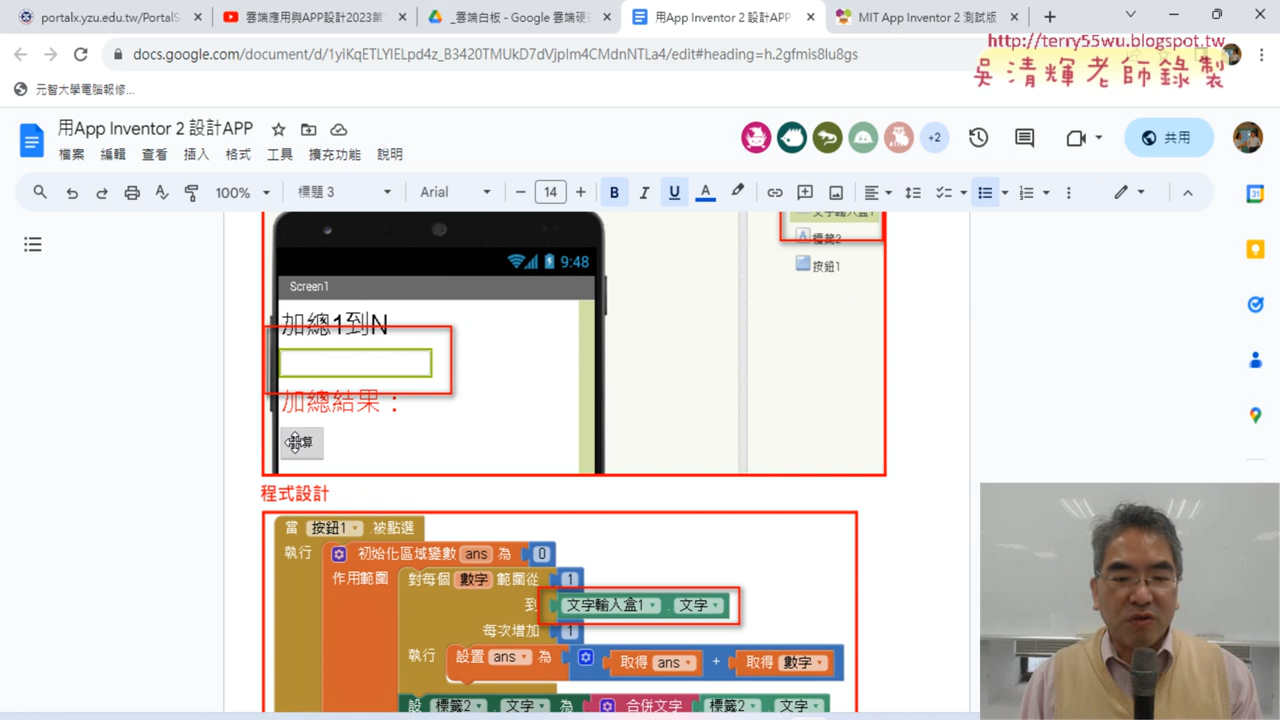 portalx.yzu.edu.tw/PortalS
雲端應用與APP設計2023第
_雲端白板 - Google 雲端硬
用App Inventor 2 設計APP
MIT App Inventor 2 測試版
docs.google.com/document/d/1yiKqETLYlELpd4z_B3420TMUkD7dVjplm4CMdnNTLa4/edit#heading=h.2gfmis8lu8gs
http://terry55wu.blogspot.tw
吳清輝老師錄製
元智大學電腦報修...
用App Inventor 2 設計APP
檔案 編輯 查看 插入 格式 工具 擴充功能 說明
+2
共用
100% 標題 3 Arial 14 B I U A
文字輸入盒1
標籤2
按鈕1
9:48
Screen1
加總1到N
加總結果：
程式設計
當 按鈕1 .被點選
執行 初始化區域變數 ans 為 0
作用範圍 對每個 數字 範圍從 1
到 文字輸入盒1 . 文字
每次增加 1
執行 設置 ans 為 取得 ans + 取得 數字
設 標籤2 . 文字 為 合併文字 標籤2 . 文字